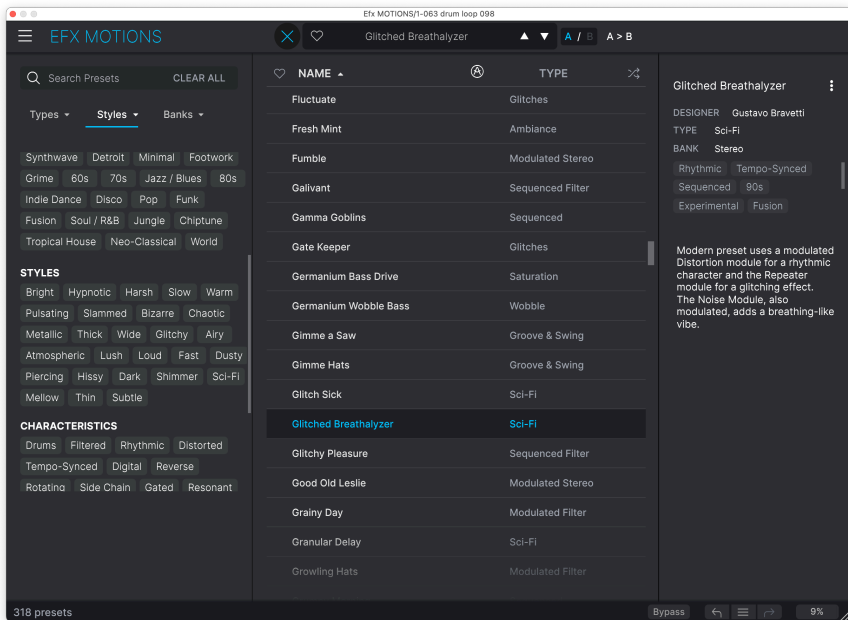 Efx MOTIONS/1-063 drum loop 098
EFX MOTIONS
Glitched Breathalyzer
A / B
A > B
Search Presets
CLEAR ALL
Types
Styles
Banks
Synthwave Detroit Minimal Footwork
Grime 60s 70s Jazz / Blues 80s
Indie Dance Disco Pop Funk
Fusion Soul / R&B Jungle Chiptune
Tropical House Neo-Classical World
STYLES
Bright Hypnotic Harsh Slow Warm
Pulsating Slammed Bizarre Chaotic
Metallic Thick Wide Glitchy Airy
Atmospheric Lush Loud Fast Dusty
Piercing Hissy Dark Shimmer Sci-Fi
Mellow Thin Subtle
CHARACTERISTICS
Drums Filtered Rhythmic Distorted
Tempo-Synced Digital Reverse
Rotating Side Chain Gated Resonant
NAME TYPE
Fluctuate Glitches
Fresh Mint Ambiance
Fumble Modulated Stereo
Galivant Sequenced Filter
Gamma Goblins Sequenced
Gate Keeper Glitches
Germanium Bass Drive Saturation
Germanium Wobble Bass Wobble
Gimme a Saw Groove & Swing
Gimme Hats Groove & Swing
Glitch Sick Sci-Fi
Glitched Breathalyzer Sci-Fi
Glitchy Pleasure Sequenced Filter
Good Old Leslie Modulated Stereo
Grainy Day Modulated Filter
Granular Delay Sci-Fi
Growling Hats Modulated Filter
Glitched Breathalyzer
DESIGNER Gustavo Bravetti
TYPE Sci-Fi
BANK Stereo
Rhythmic Tempo-Synced
Sequenced 90s
Experimental Fusion
Modern preset uses a modulated
Distortion module for a rhythmic
character and the Repeater
module for a glitching effect.
The Noise Module, also
modulated, adds a breathing-like
vibe.
318 presets
Bypass
9%